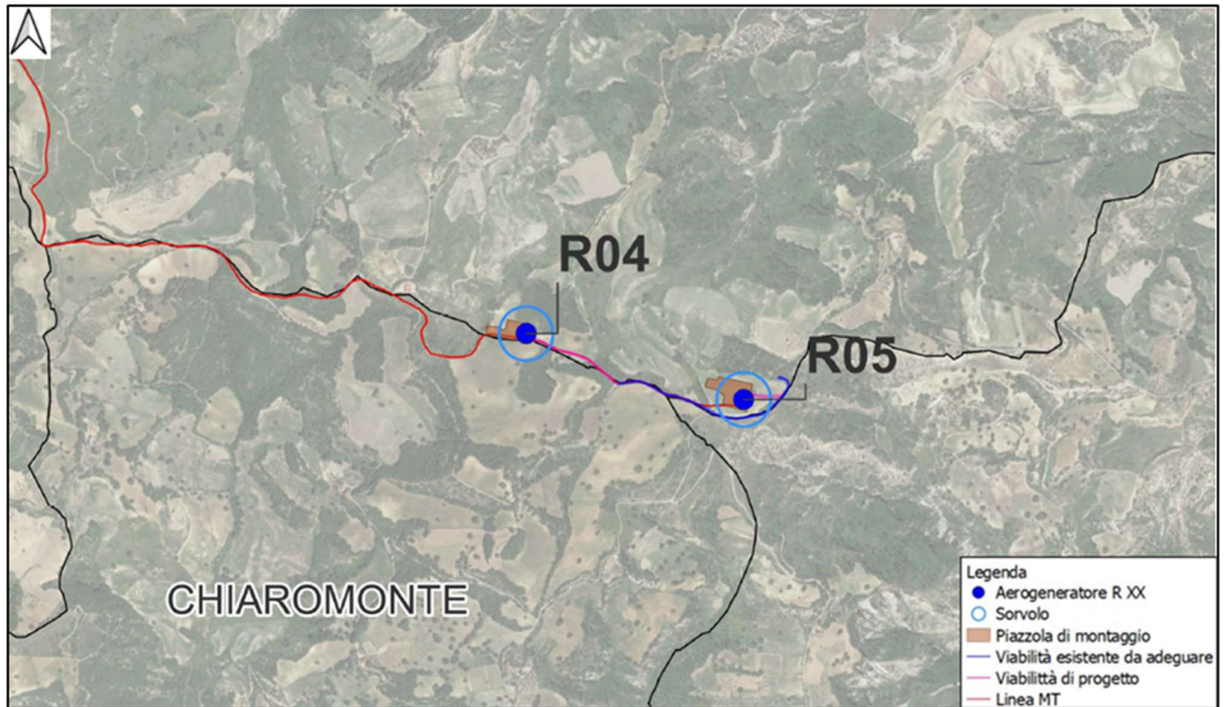 R04
R05
CHIAROMONTE
Legenda
Aerogeneratore R XX
Sorvolo
Piazzola di montaggio
Viabilità esistente da adeguare
Viabilittà di progetto
Linea MT